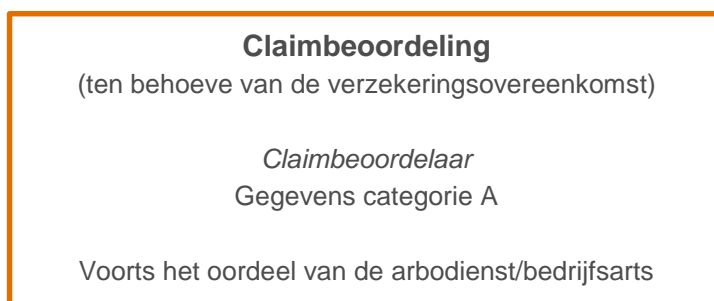 Claimbeoordeling
(ten behoeve van de verzekeringsovereenkomst)
Claimbeoordelaar
Gegevens categorie A
Voorts het oordeel van de arbodienst/bedrijfsarts